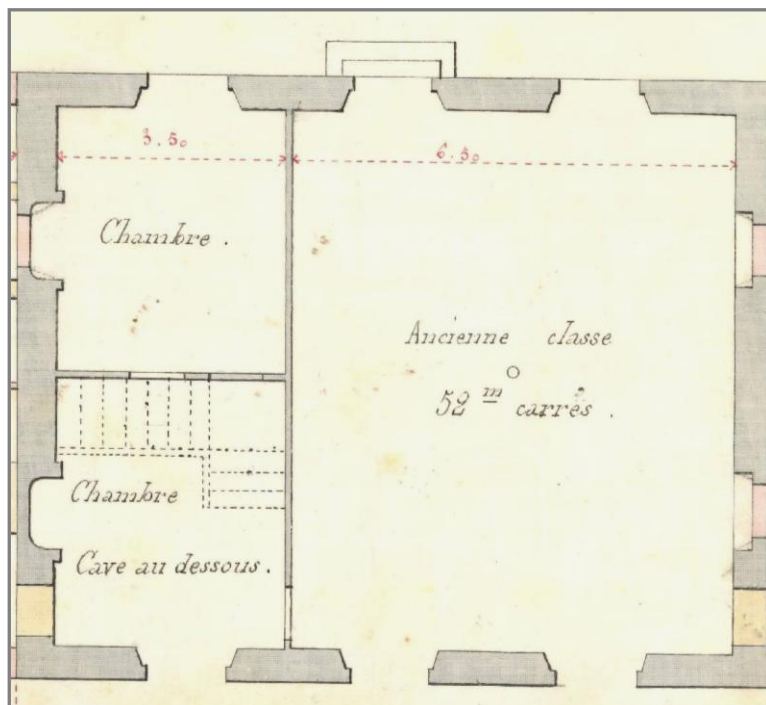 3.50
6.50
Chambre.
Ancienne classe
52 m carrés.
Chambre
Cave au dessous.